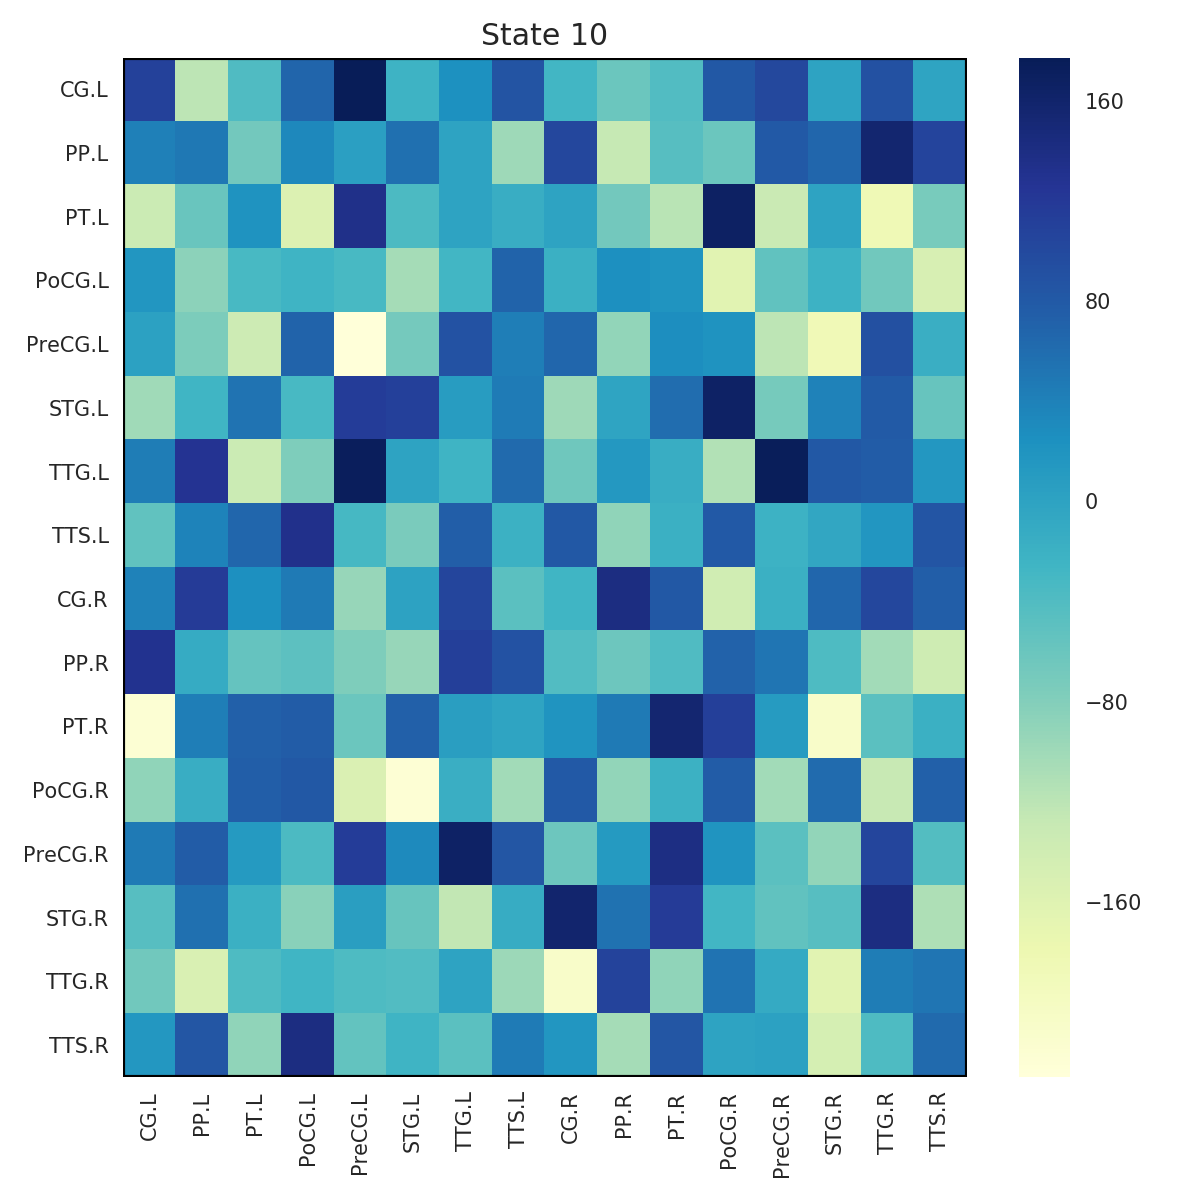 State 10
CG.L
PP.L
PT.L
PoCG.L
PreCG.L
STG.L
TTG.L
TTS.L
CG.R
PP.R
PT.R
PoCG.R
PreCG.R
STG.R
TTG.R
TTS.R
CG.L PP.L PT.L PoCG.L PreCG.L STG.L TTG.L TTS.L CG.R PP.R PT.R PoCG.R PreCG.R STG.R TTG.R TTS.R
160
80
0
−80
−160